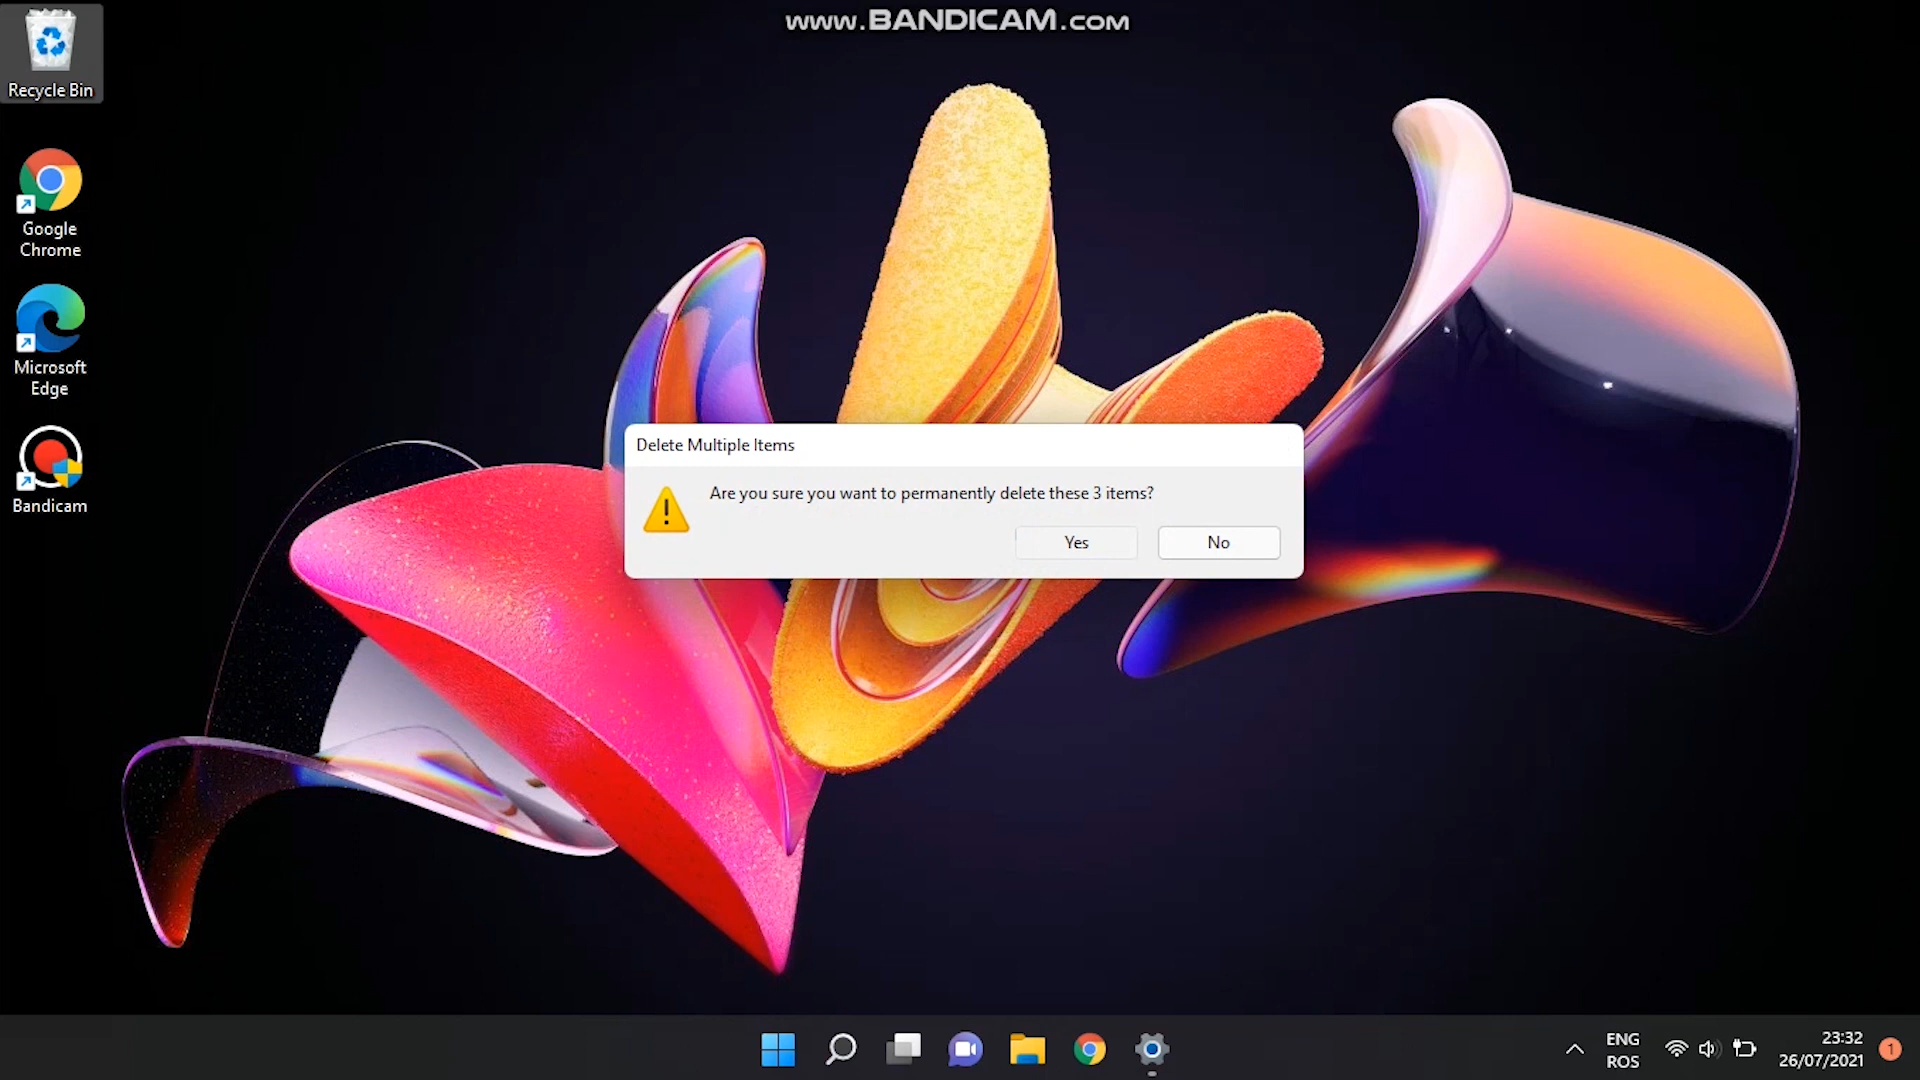 www.BANDICAM.COM
Recycle Bin
Google
Chrome
Microsoft
Edge
Bandicam
Delete Multiple Items
Are you sure you want to permanently delete these 3 items?
Yes
No
ENG
ROS
23:32
26/07/2021
1